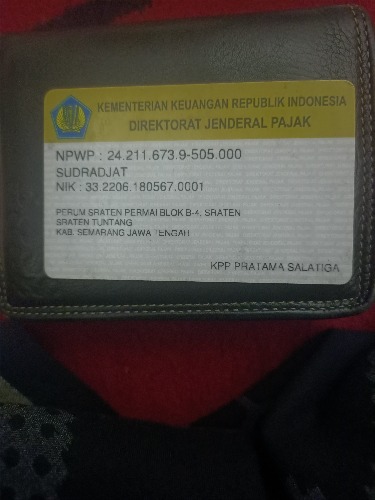 KEMENTERIAN KEUANGAN REPUBLIK INDONESIA
DIREKTORAT JENDERAL PAJAK
NPWP : 24.211.673.9-505.000
SUDRADJAT
NIK : 33.2206.180567.0001
PERUM SRATEN PERMAI BLOK B-4, SRATEN
SRATEN TUNTANG
KAB. SEMARANG JAWA TENGAH
KPP PRATAMA SALATIGA